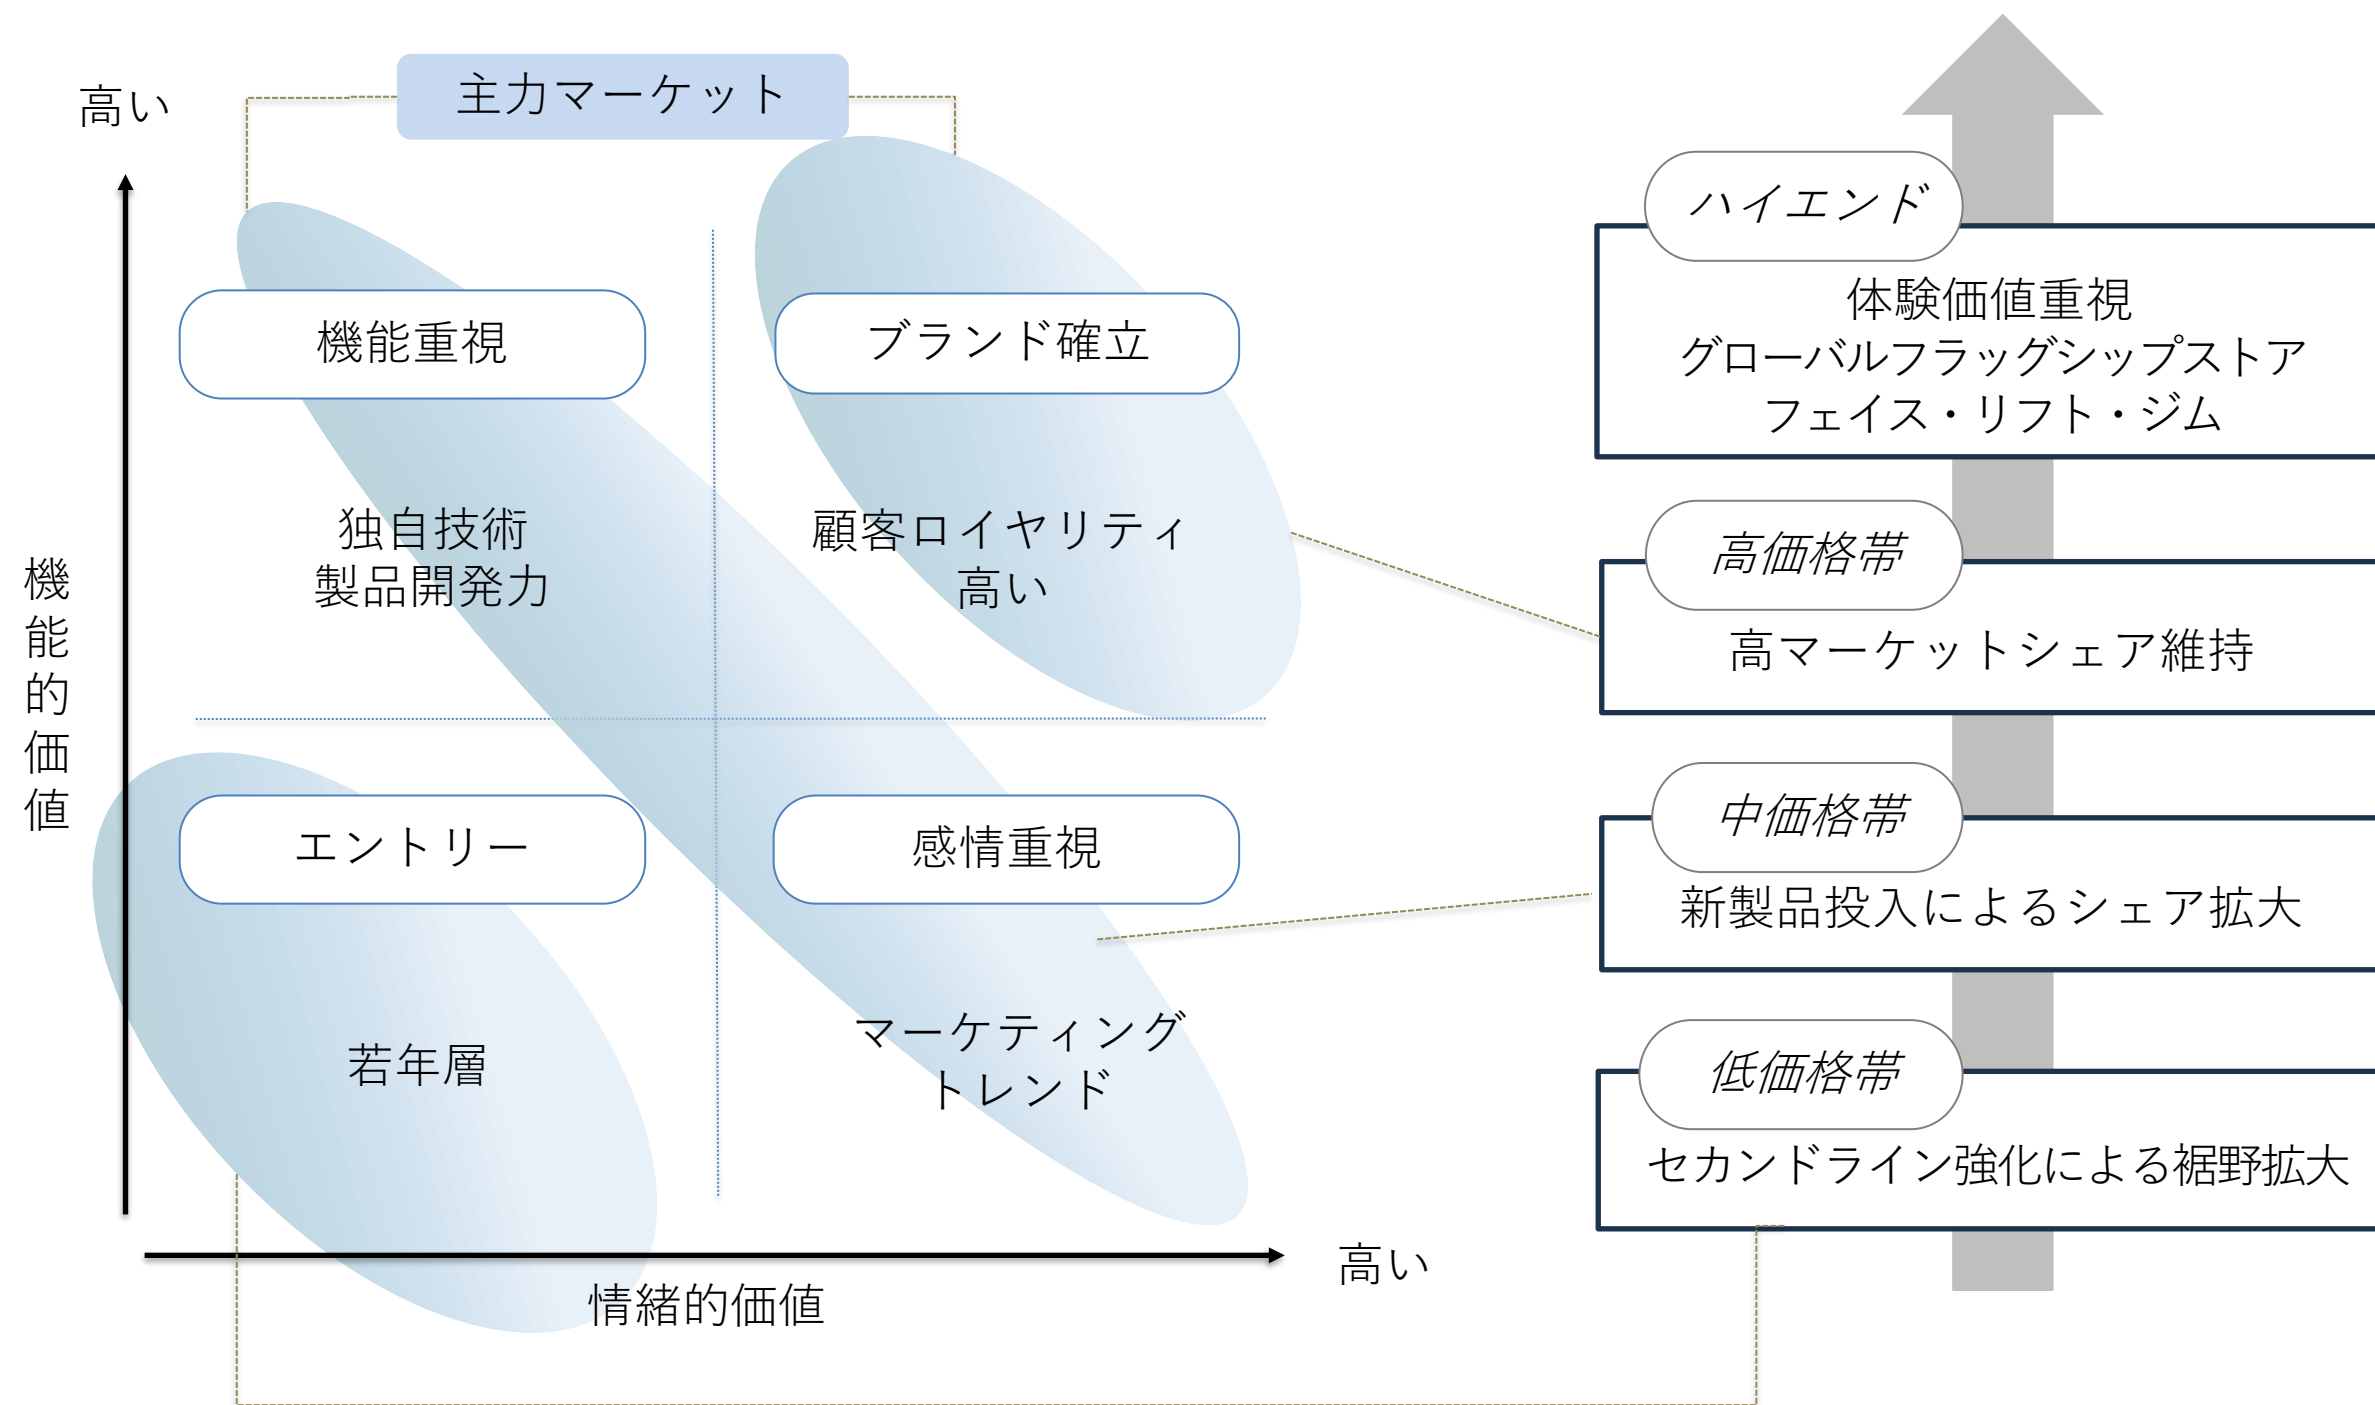 主力マーケット
高い
機能重視
ブランド確立
独自技術
製品開発力
顧客ロイヤリティ
高い
機能的価値
エントリー
感情重視
若年層
マーケティング
トレンド
高い
情緒的価値
ハイエンド
体験価値重視
グローバルフラッグシップストア
フェイス・リフト・ジム
高価格帯
高マーケットシェア維持
中価格帯
新製品投入によるシェア拡大
低価格帯
セカンドライン強化による裾野拡大